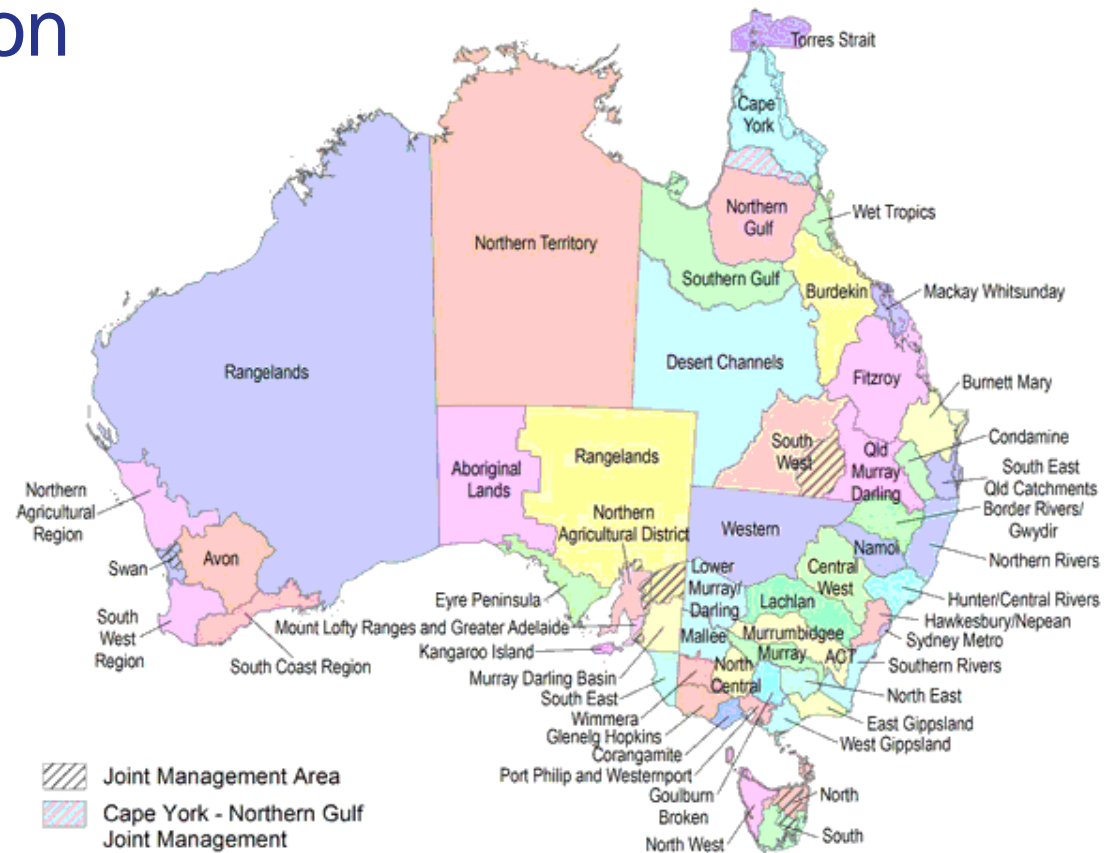 on
Torres Strait
Cape
York
Northern
Gulf
Wet Tropics
Northern Territory
Southern Gulf
Burdekin
Mackay Whitsunday
Rangelands
Desert Channels
Fitzroy
Burnett Mary
Condamine
South East
Qld Catchments
Border Rivers/
Gwydir
Northern Rivers
South
West
Qld
Murray
Darling
Aboriginal
Lands
Rangelands
Northern
Agricultural District
Western
Namoi
Central
West
Northern
Agricultural
Region
Swan
Avon
South
West
Region
South Coast Region
Eyre Peninsula
Mount Lofty Ranges and Greater Adelaide
Kangaroo Island
Lower
Murray/
Darling
Lachlan
Hunter/Central Rivers
Hawkesbury/Nepean
Sydney Metro
Mallee
Murrumbidgee
Murray
ACT
Southern Rivers
North
Central
North East
Murray Darling Basin
South East
Wimmera
Glenelg Hopkins
Corangamite
Port Philip and Westernport
Goulburn
Broken
East Gippsland
West Gippsland
North
South
North West
Joint Management Area
Cape York - Northern Gulf
Joint Management